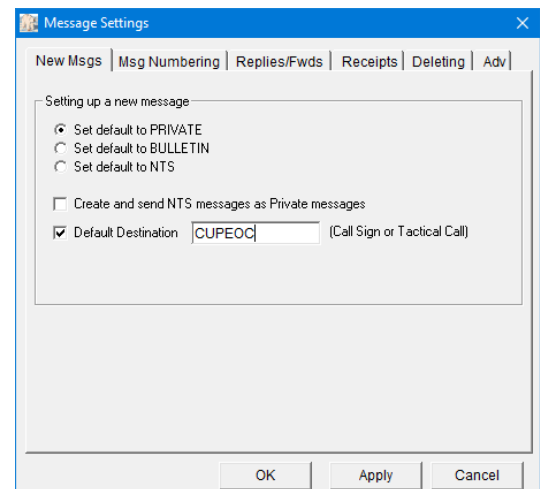 Message Settings
New Msgs Msg Numbering Replies/Fwds Receipts Deleting Adv
Setting up a new message
Set default to PRIVATE
Set default to BULLETIN
Set default to NTS
Create and send NTS messages as Private messages
Default Destination CUPEOC (Call Sign or Tactical Call)
OK Apply Cancel